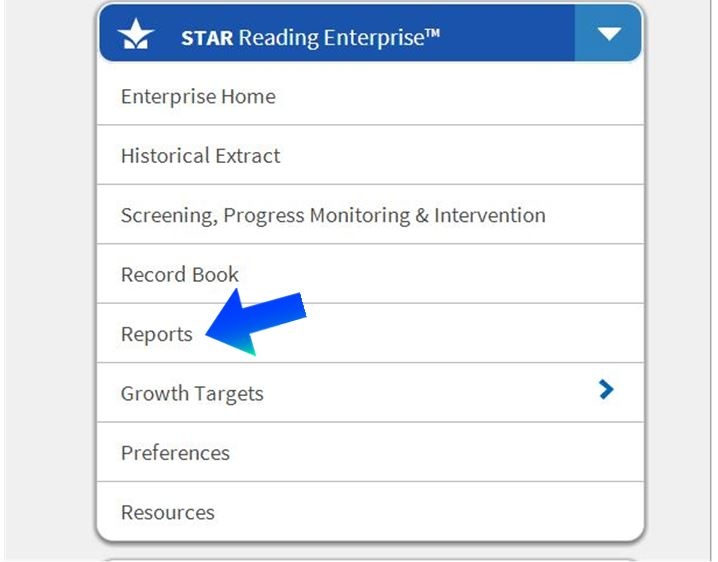 STAR Reading Enterprise™
Enterprise Home
Historical Extract
Screening, Progress Monitoring & Intervention
Record Book
Reports
Growth Targets
Preferences
Resources